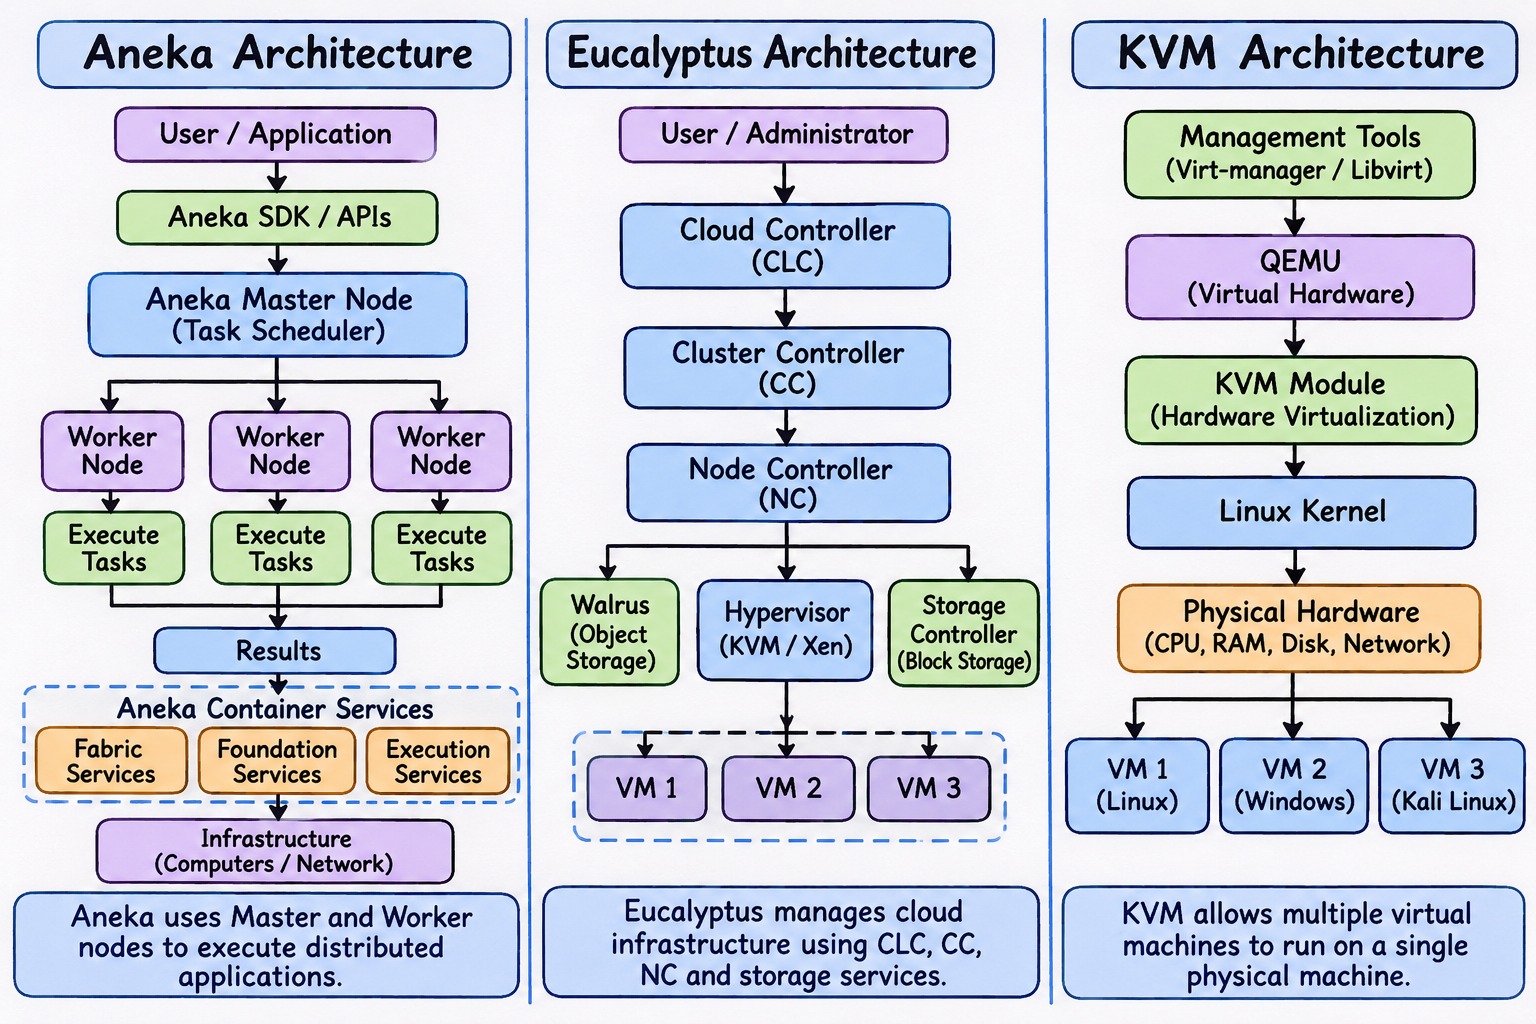 Aneka Architecture
User / Application
Aneka SDK / APIs
Aneka Master Node
(Task Scheduler)
Worker
Node
Worker
Node
Worker
Node
Execute
Tasks
Execute
Tasks
Execute
Tasks
Results
Aneka Container Services
Fabric
Services
Foundation
Services
Execution
Services
Infrastructure
(Computers / Network)
Aneka uses Master and Worker
nodes to execute distributed
applications.
Eucalyptus Architecture
User / Administrator
Cloud Controller
(CLC)
Cluster Controller
(CC)
Node Controller
(NC)
Walrus
(Object
Storage)
Hypervisor
(KVM / Xen)
Storage
Controller
(Block Storage)
VM 1
VM 2
VM 3
Eucalyptus manages cloud
infrastructure using CLC, CC,
NC and storage services.
KVM Architecture
Management Tools
(Virt-manager / Libvirt)
QEMU
(Virtual Hardware)
KVM Module
(Hardware Virtualization)
Linux Kernel
Physical Hardware
(CPU, RAM, Disk, Network)
VM 1
(Linux)
VM 2
(Windows)
VM 3
(Kali Linux)
KVM allows multiple virtual
machines to run on a single
physical machine.